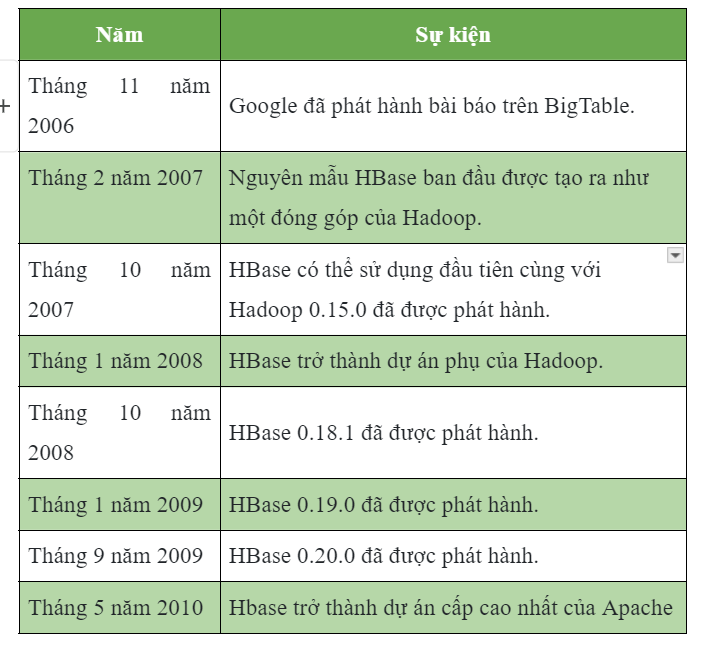 Năm
Sự kiện
Tháng 11 năm
2006
Google đã phát hành bài báo trên BigTable.
Tháng 2 năm 2007
Nguyên mẫu HBase ban đầu được tạo ra như
một đóng góp của Hadoop.
Tháng 10 năm
2007
HBase có thể sử dụng đầu tiên cùng với
Hadoop 0.15.0 đã được phát hành.
Tháng 1 năm 2008
HBase trở thành dự án phụ của Hadoop.
Tháng 10 năm
2008
HBase 0.18.1 đã được phát hành.
Tháng 1 năm 2009
HBase 0.19.0 đã được phát hành.
Tháng 9 năm 2009
HBase 0.20.0 đã được phát hành.
Tháng 5 năm 2010
Hbase trở thành dự án cấp cao nhất của Apache